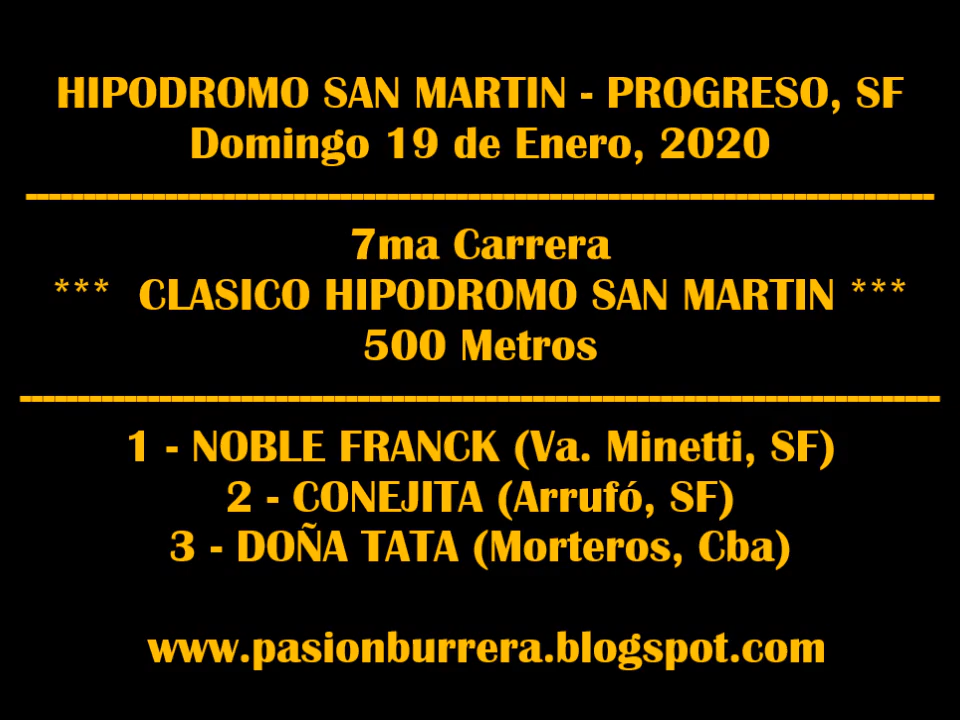 HIPODROMO SAN MARTIN - PROGRESO, SF
Domingo 19 de Enero, 2020
--------------------------------------------------------------------------------
7ma Carrera
*** CLASICO HIPODROMO SAN MARTIN ***
500 Metros
--------------------------------------------------------------------------------
1 - NOBLE FRANCK (Va. Minetti, SF)
2 - CONEJITA (Arrufó, SF)
3 - DOÑA TATA (Morteros, Cba)
www.pasionburrera.blogspot.com